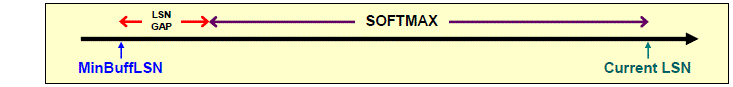 LSN
GAP
SOFTMAX
MinBuffLSN
Current LSN